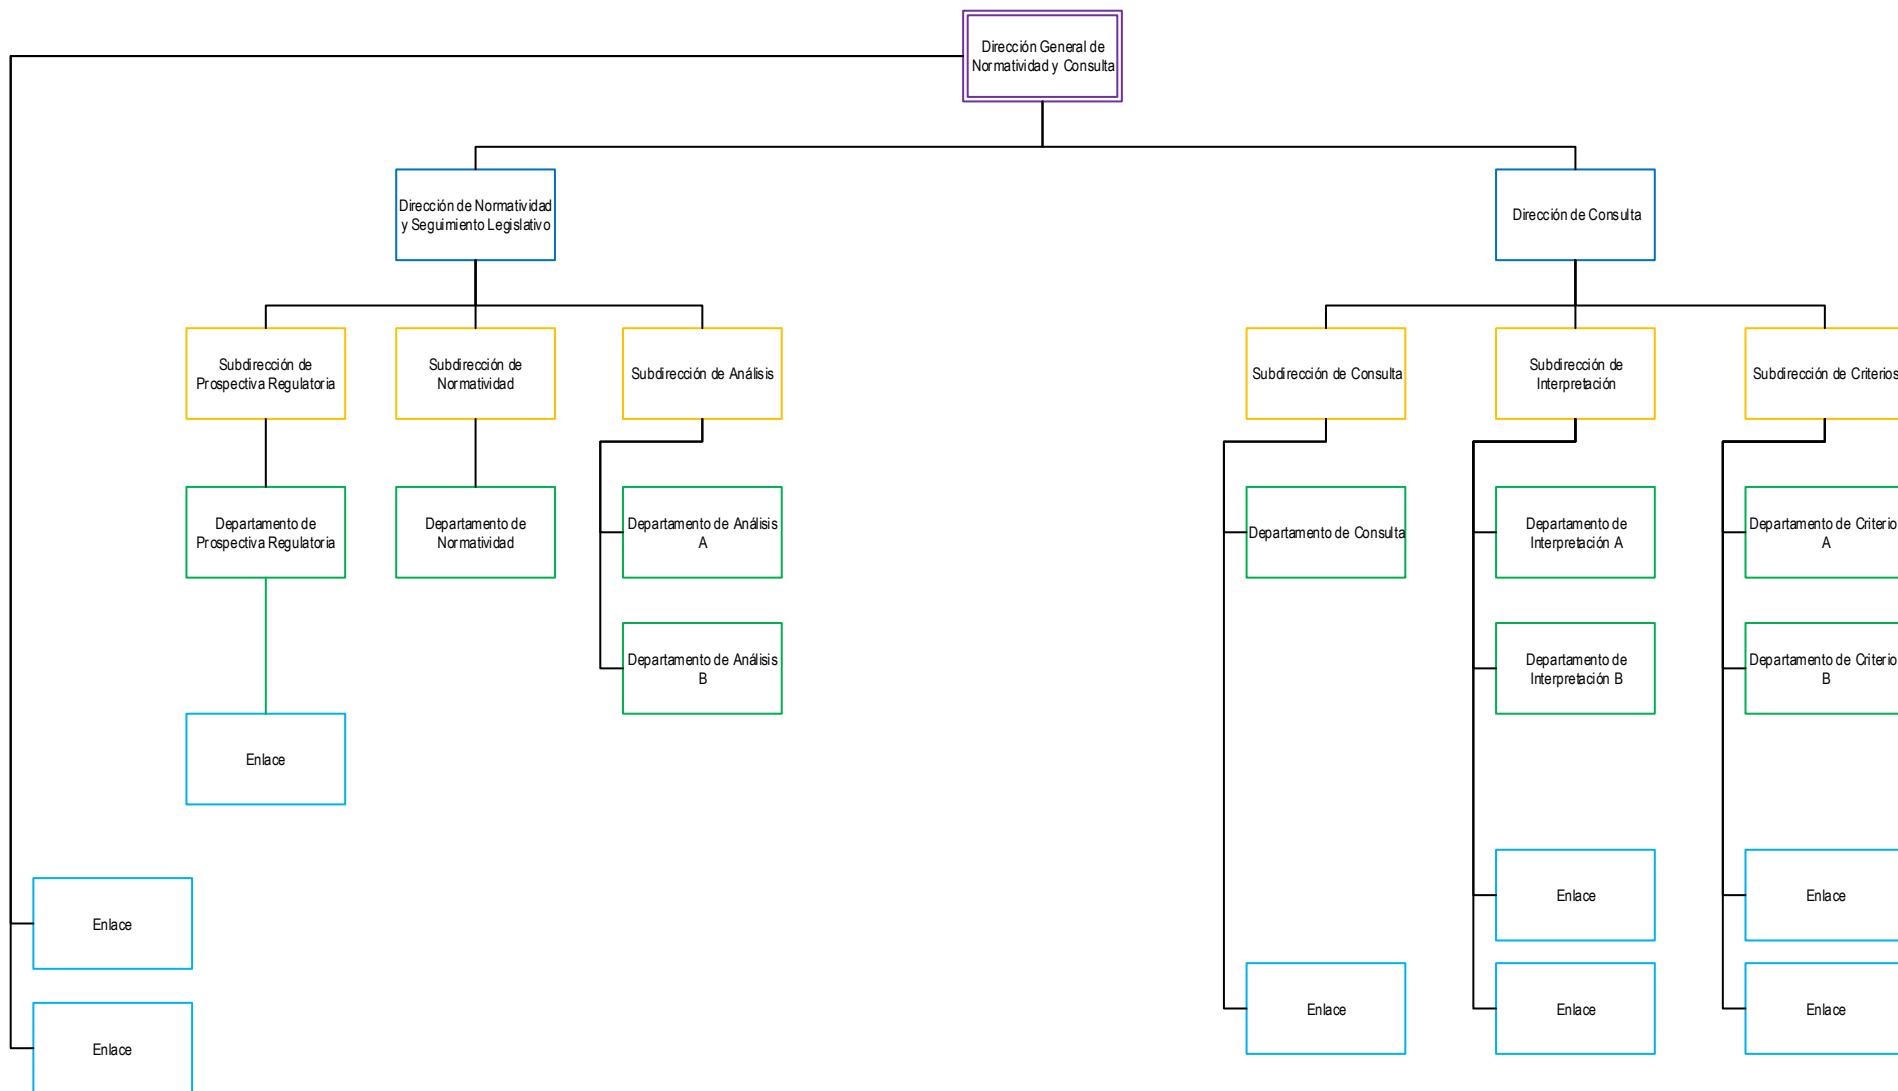 Dirección General de
Normatividad y Consulta
Dirección de Normatividad
y Seguimiento Legislativo
Dirección de Consulta
Subdirección de
Prospectiva Regulatoria
Subdirección de
Normatividad
Subdirección de Análisis
Subdirección de Consulta
Subdirección de
Interpretación
Subdirección de Criterios
Departamento de
Prospectiva Regulatoria
Departamento de
Normatividad
Departamento de Análisis
A
Departamento de Consulta
Departamento de
Interpretación A
Departamento de Criterio
A
Departamento de Análisis
B
Departamento de
Interpretación B
Departamento de Criterio
B
Enlace
Enlace
Enlace
Enlace
Enlace
Enlace
Enlace
Enlace